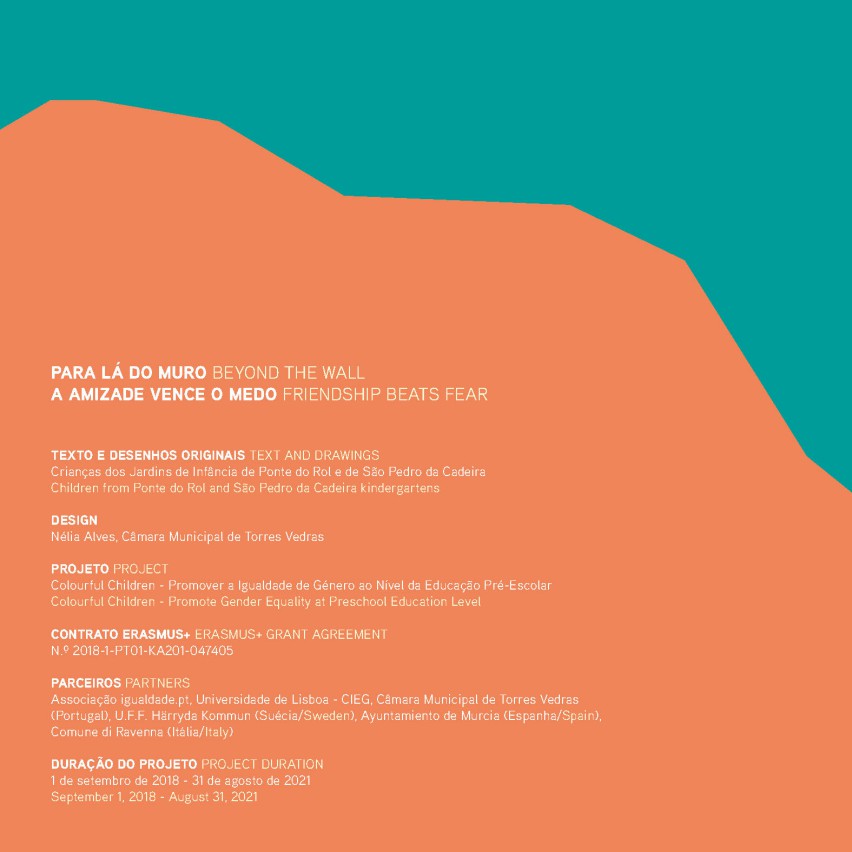 PARA LÁ DO MURO BEYOND THE WALL
A AMIZADE VENCE O MEDO FRIENDSHIP BEATS FEAR
TEXTO E DESENHOS ORIGINAIS TEXT AND DRAWINGS
Crianças dos Jardins de Infância de Ponte do Rol e de São Pedro da Cadeira
Children from Ponte do Rol and São Pedro da Cadeira kindergartens
DESIGN
Nélia Alves, Câmara Municipal de Torres Vedras
PROJETO PROJECT
Colourful Children - Promover a Igualdade de Género ao Nível da Educação Pré-Escolar
Colourful Children - Promote Gender Equality at Preschool Education Level
CONTRATO ERASMUS+ ERASMUS+ GRANT AGREEMENT
N.º 2018-1-PT01-KA201-047405
PARCEIROS PARTNERS
Associação igualdade.pt, Universidade de Lisboa - CIEG, Câmara Municipal de Torres Vedras
(Portugal), U.F.F. Härryda Kommun (Suécia/Sweden), Ayuntamiento de Murcia (Espanha/Spain),
Comune di Ravenna (Itália/Italy)
DURAÇÃO DO PROJETO PROJECT DURATION
1 de setembro de 2018 - 31 de agosto de 2021
September 1, 2018 - August 31, 2021